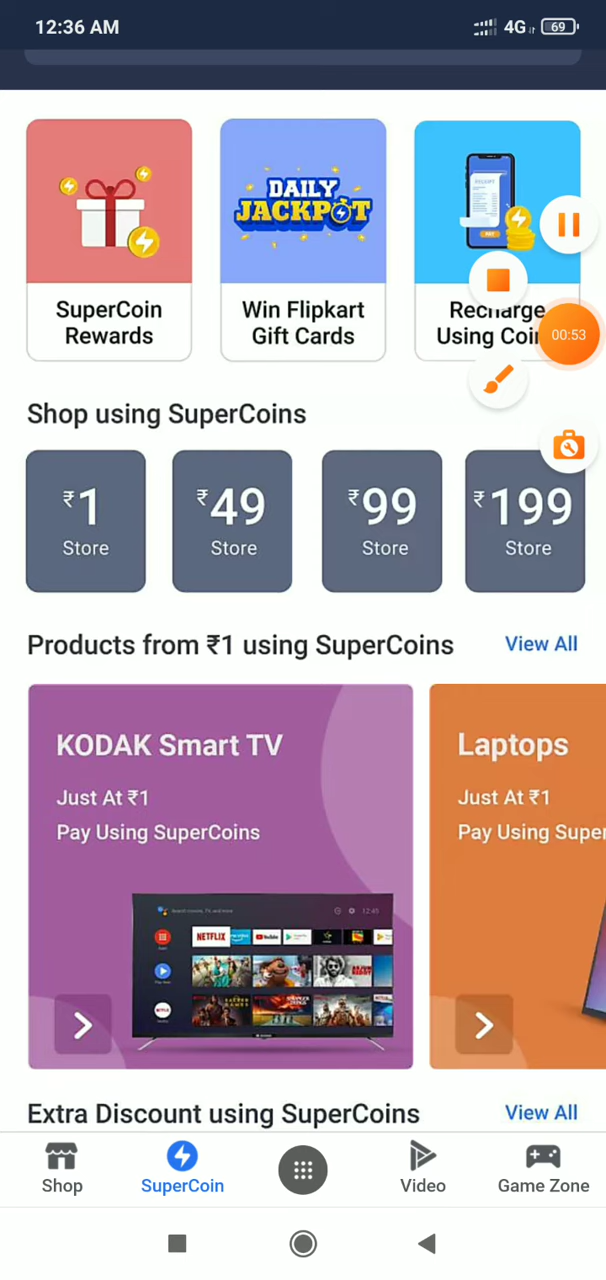 12:36 AM
4G
69
DAILY
JACKPOT
SuperCoin
Rewards
Win Flipkart
Gift Cards
Recharge
Using Coi
00:53
Shop using SuperCoins
₹1
Store
₹49
Store
₹99
Store
₹199
Store
Products from ₹1 using SuperCoins
View All
KODAK Smart TV
Just At ₹1
Pay Using SuperCoins
Laptops
Just At ₹1
Pay Using Super
12:45
NETFLIX
YouTube
Extra Discount using SuperCoins
View All
Shop
SuperCoin
Video
Game Zone